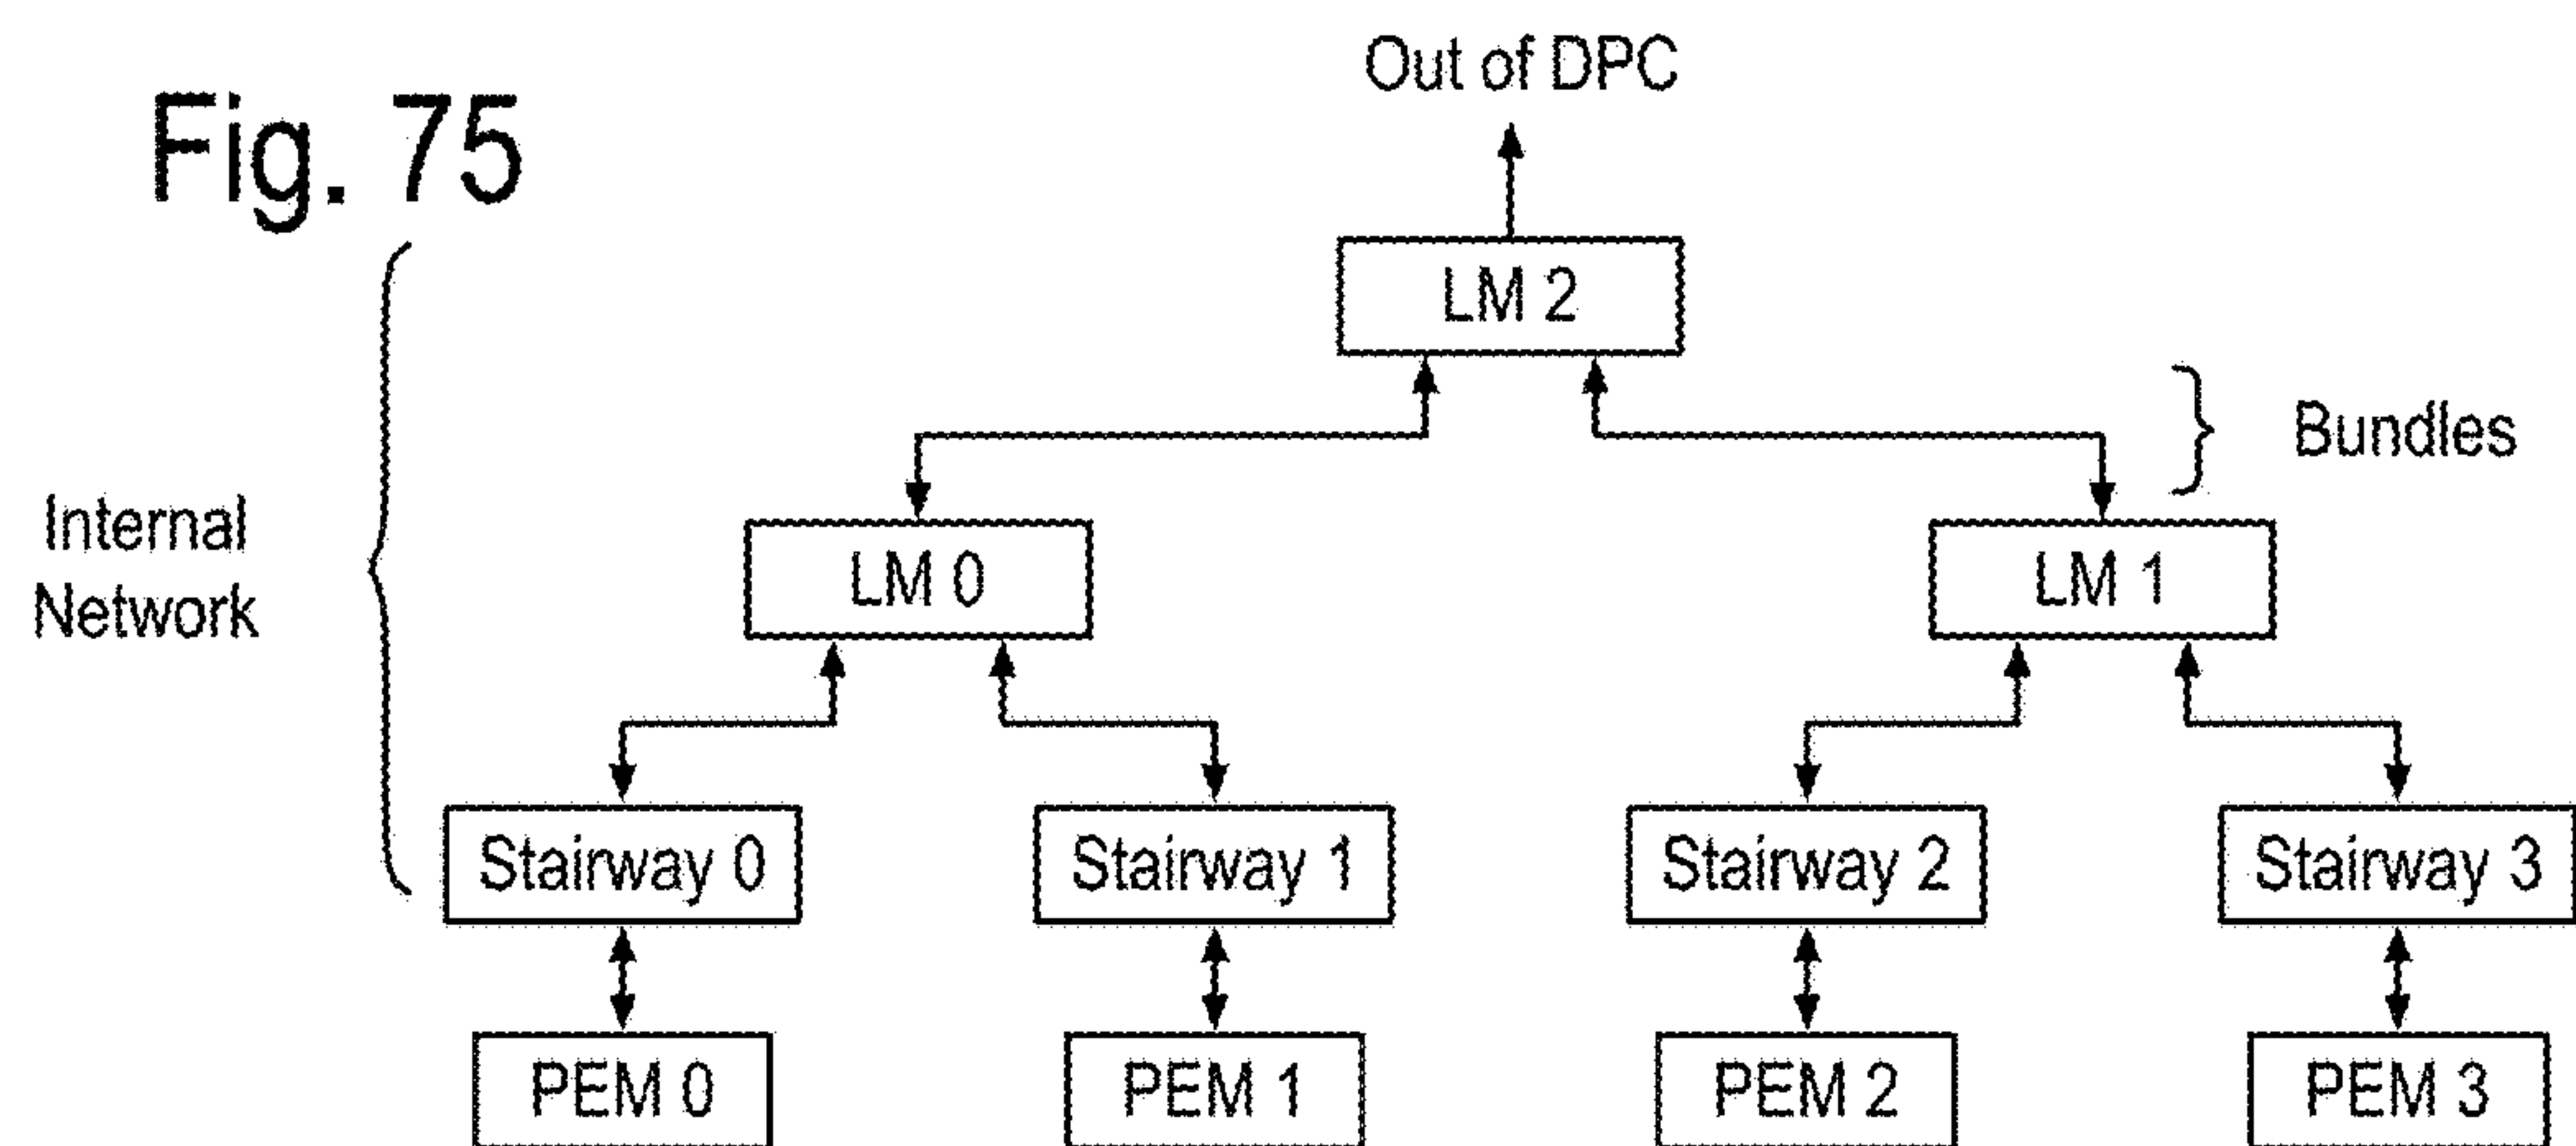 Fig. 75
Out of DPC
LM 2
Bundles
Internal
Network
LM 0
LM 1
Stairway 0
Stairway 1
Stairway 2
Stairway 3
PEM 0
PEM 1
PEM 2
PEM 3